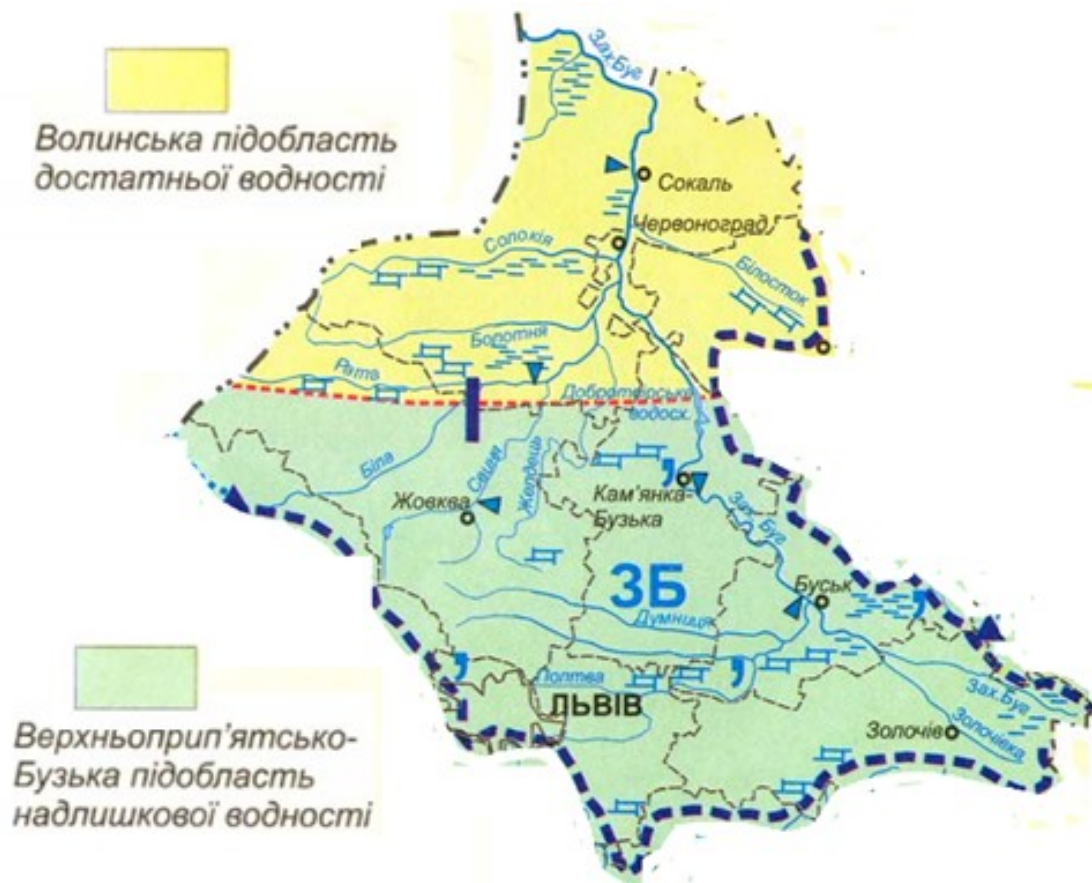 Волинська підобласть
достатньої водності
Зах.Буг
Сокаль
Червоноград
Солокія
Білосток
Болотня
Рата
Добротвірське
водосх.
Біла
Сацая
Желдець
Жовква
Кам'янка-
Бузька
Зах. Буг
ЗБ
Буськ
Думниця
Полтва
ЛЬВІВ
Зах.Буг
Золочівка
Золочів
Верхньоприп'ятсько-
Бузька підобласть
надлишкової водності